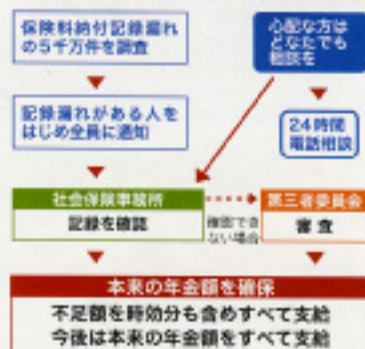 保険料納付記録漏れ
の5千万件を調査
心配な方は
どなたでも
相談を
記録漏れがある人を
はじめ全員に通知
24時間
電話相談
社会保険事務所
記録を確認
確認でき
ない場合
第三者委員会
審査
本来の年金額を確保
不足額を時効分も含めすべて支給
今後は本来の年金額をすべて支給